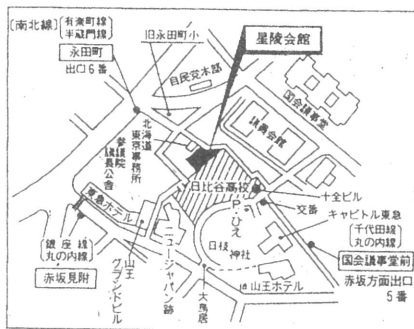 〔南北線〕
有楽町線
半蔵門線
永田町
出口6番
旧永田町小
星陵会館
自民党本部
国会議事堂
議員会館
北海道
東京事務所
参議院
議長公舎
日比谷高校
十全ビル
P
ひえ
交番
東急ホテル
キャピトル東急
千代田線
丸の内線
国会議事堂前
赤坂方面出口
5番
銀座線
丸の内線
赤坂見附
山王
グランドビル
ニュージャパン跡
日枝
神社
大鳥居
山王ホテル